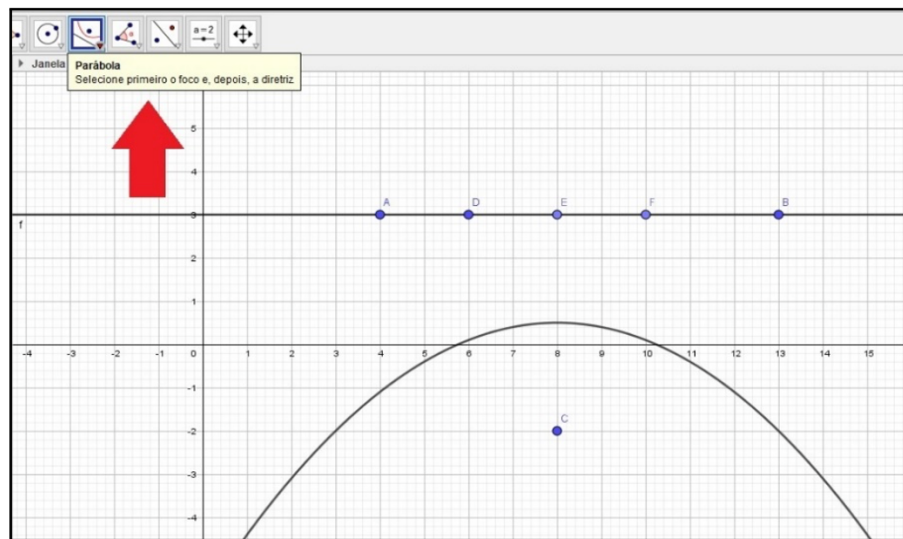 a=2
Janela
Parábola
Selecione primeiro o foco e, depois, a diretriz
5
4
A D E F B
3
f
2
1
-4 -3 -2 -1 0 1 2 3 4 5 6 7 8 9 10 11 12 13 14 15
-1
C
-2
-3
-4